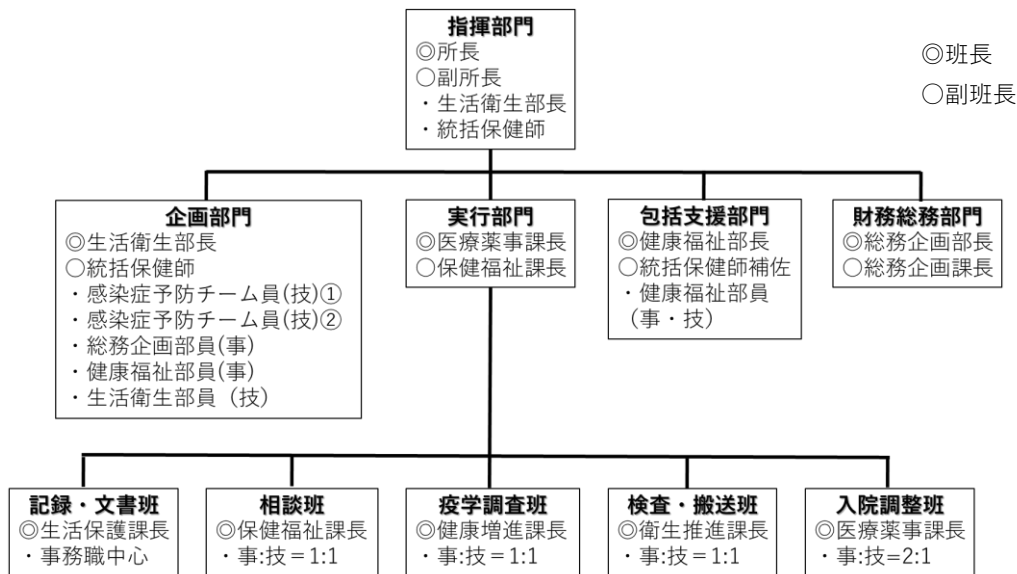 指揮部門
◎所長
○副所長
・生活衛生部長
・統括保健師
◎班長
○副班長
企画部門
◎生活衛生部長
○統括保健師
・感染症予防チーム員(技)①
・感染症予防チーム員(技)②
・総務企画部員(事)
・健康福祉部員(事)
・生活衛生部員（技）
実行部門
◎医療薬事課長
○保健福祉課長
包括支援部門
◎健康福祉部長
○統括保健師補佐
・健康福祉部員
（事・技）
財務総務部門
◎総務企画部長
○総務企画課長
記録・文書班
◎生活保護課長
・事務職中心
相談班
◎保健福祉課長
・事:技＝1:1
疫学調査班
◎健康増進課長
・事:技＝1:1
検査・搬送班
◎衛生推進課長
・事:技＝1:1
入院調整班
◎医療薬事課長
・事:技=2:1